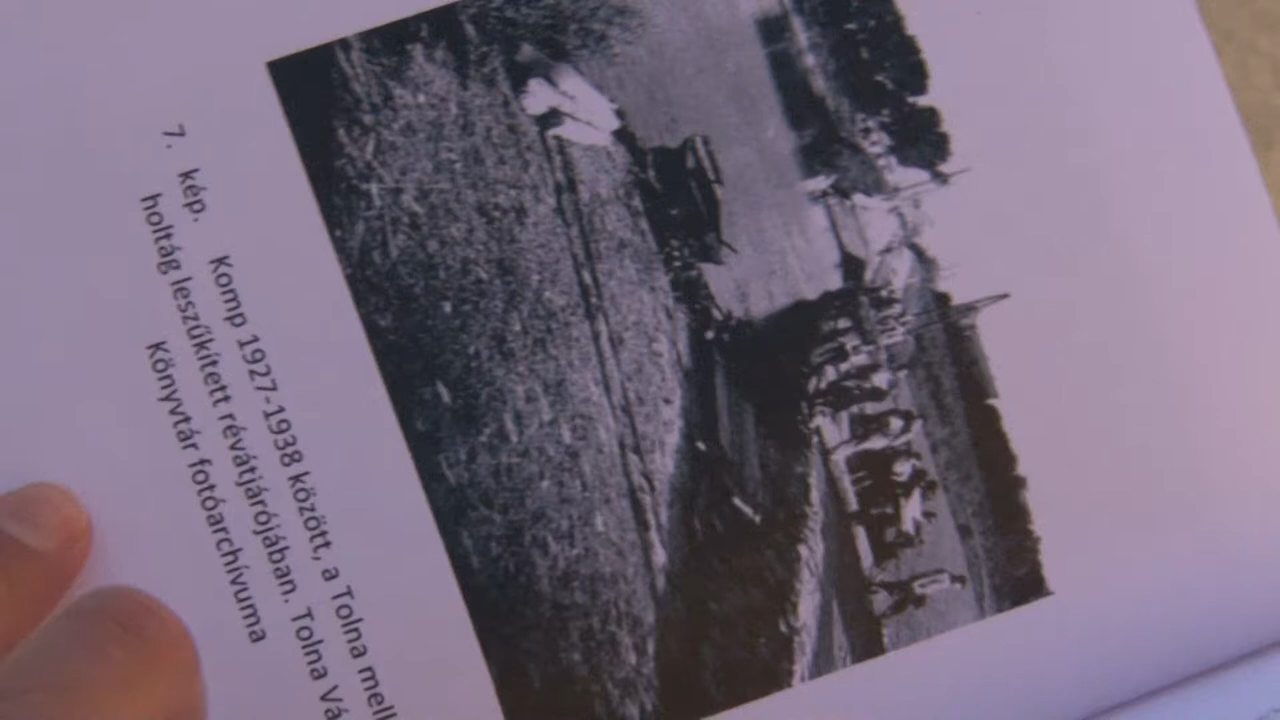 7. kép. Komp 1927-1938 között, a Tolna mell
holtág leszűkített révátjárójában. Tolna Vá
Könyvtár fotóarchívuma